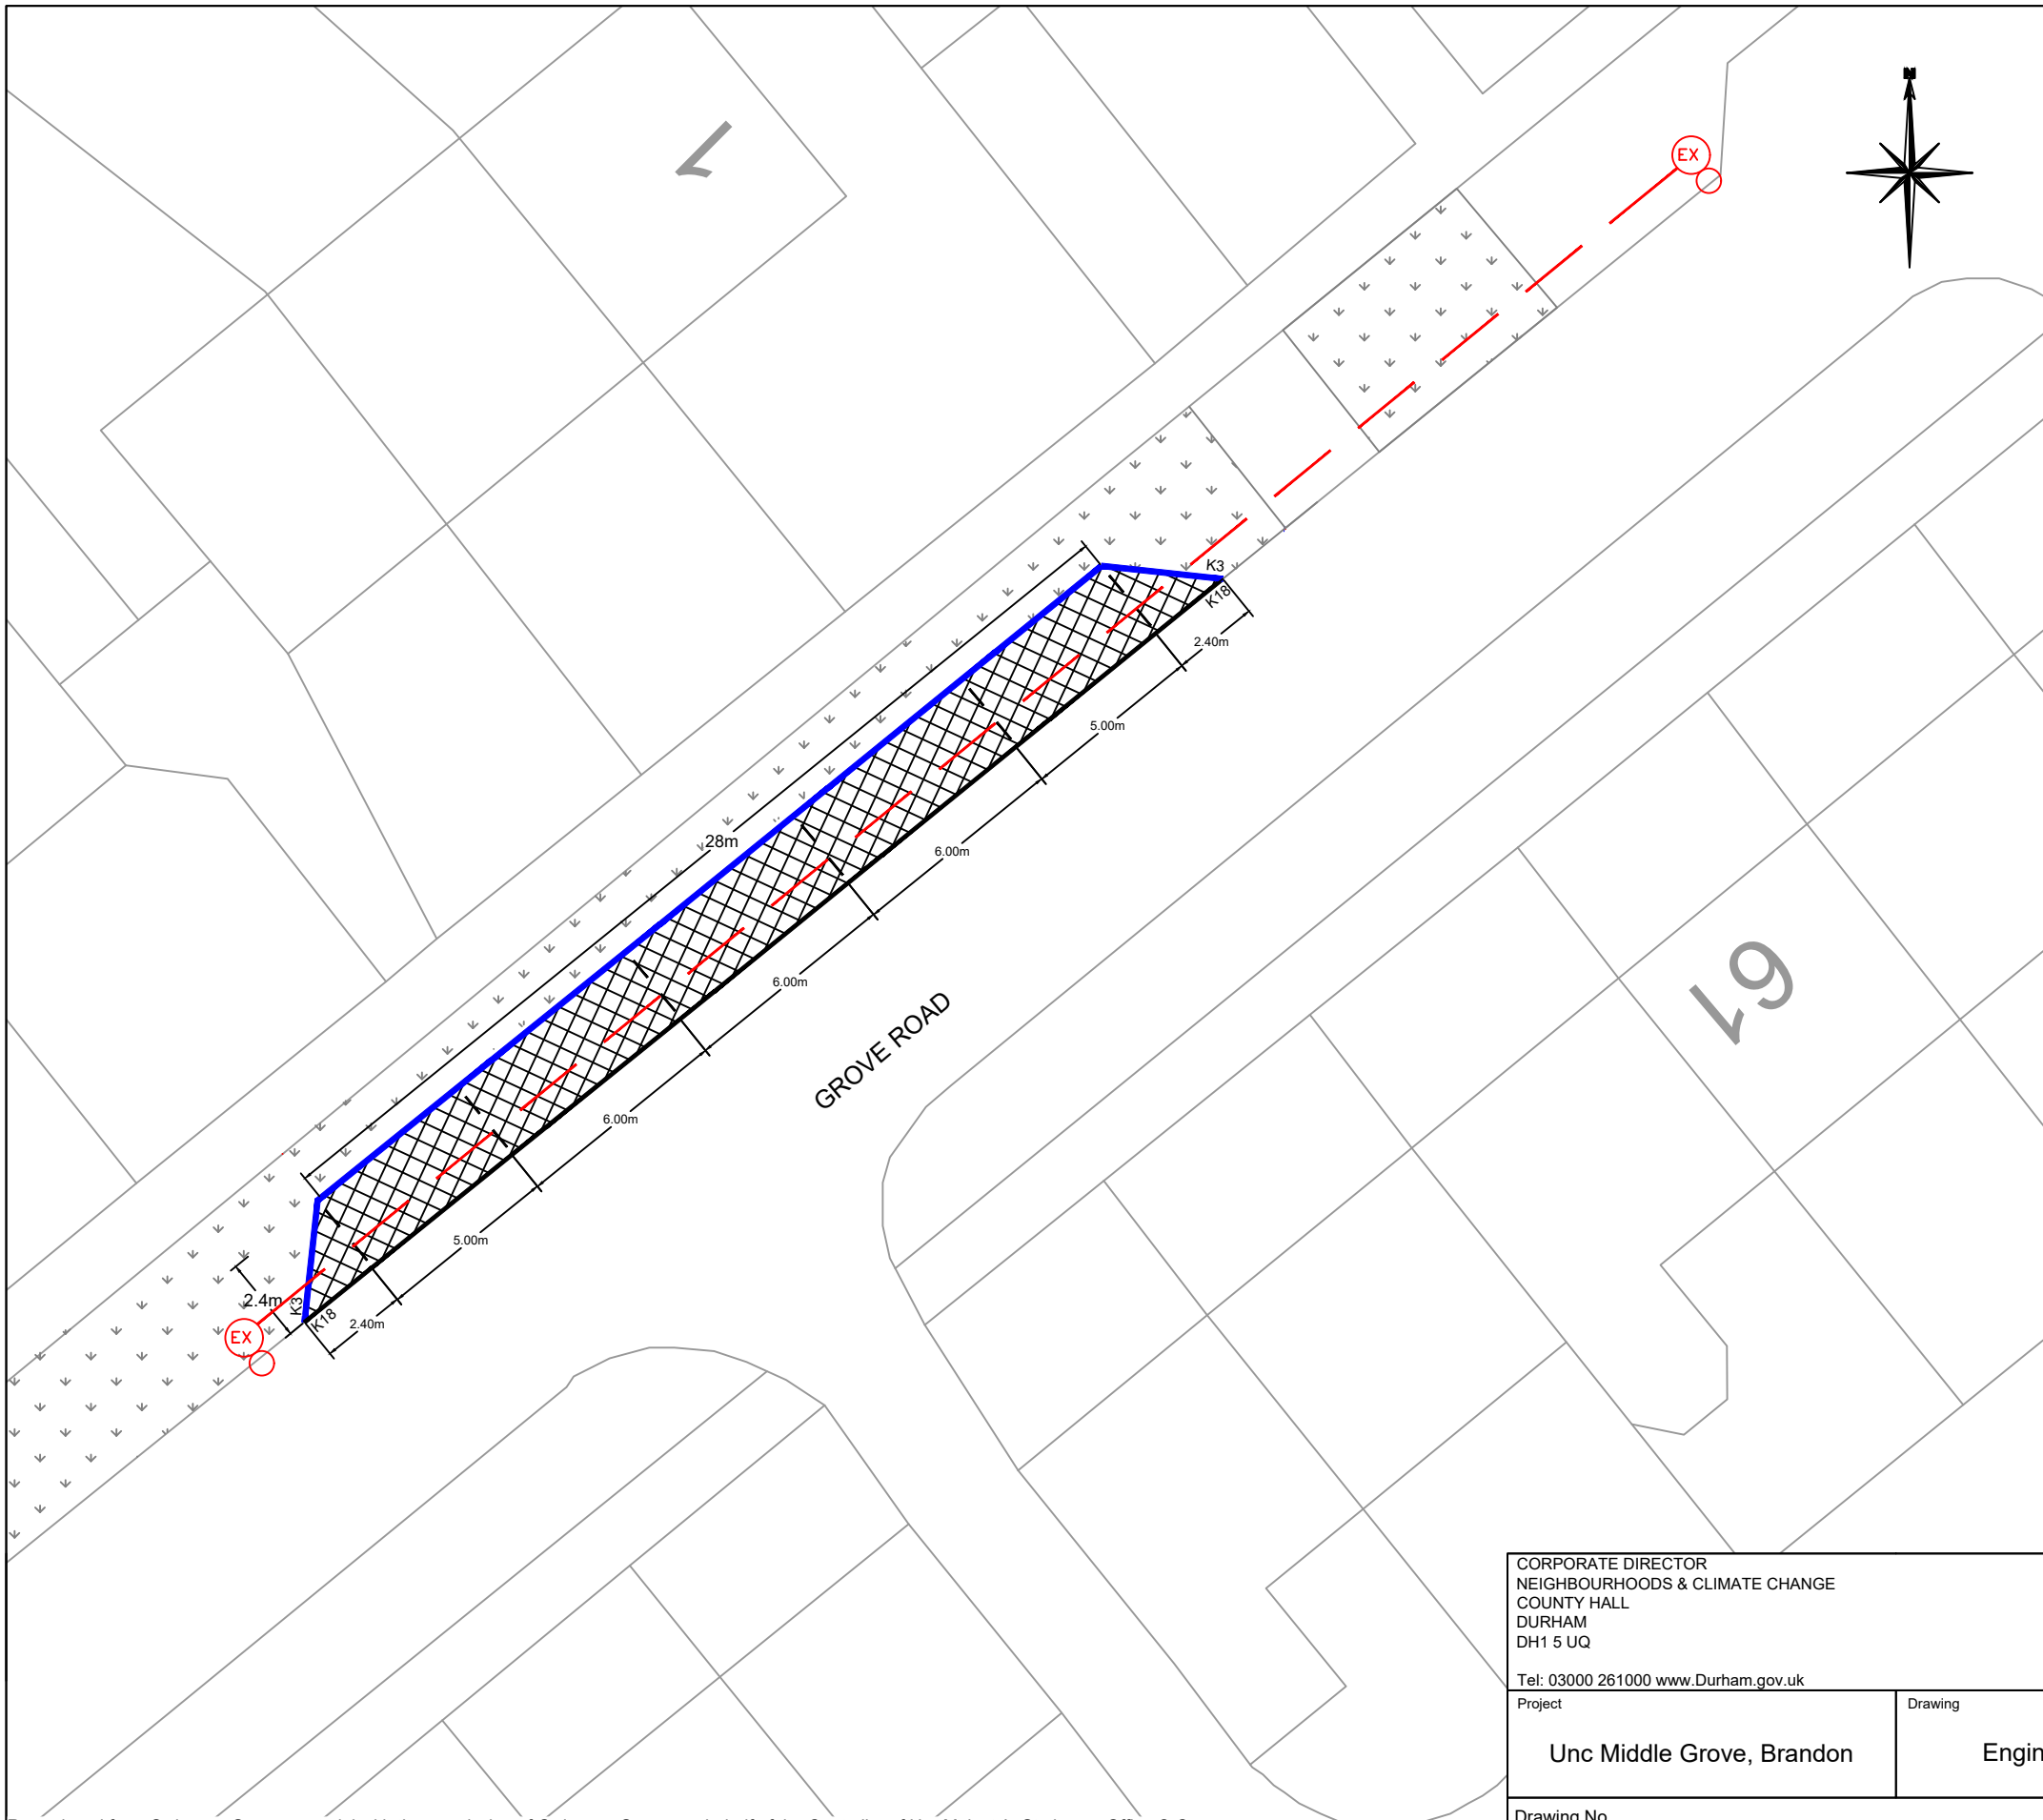 N
1
EX
K3
K18
2.40m
5.00m
28m
6.00m
6.00m
61
GROVE ROAD
6.00m
5.00m
2.4m
K3
K18
2.40m
EX
CORPORATE DIRECTOR
NEIGHBOURHOODS & CLIMATE CHANGE
COUNTY HALL
DURHAM
DH1 5 UQ
Tel: 03000 261000 www.Durham.gov.uk
Project
Unc Middle Grove, Brandon
Drawing
Engin
Drawing No